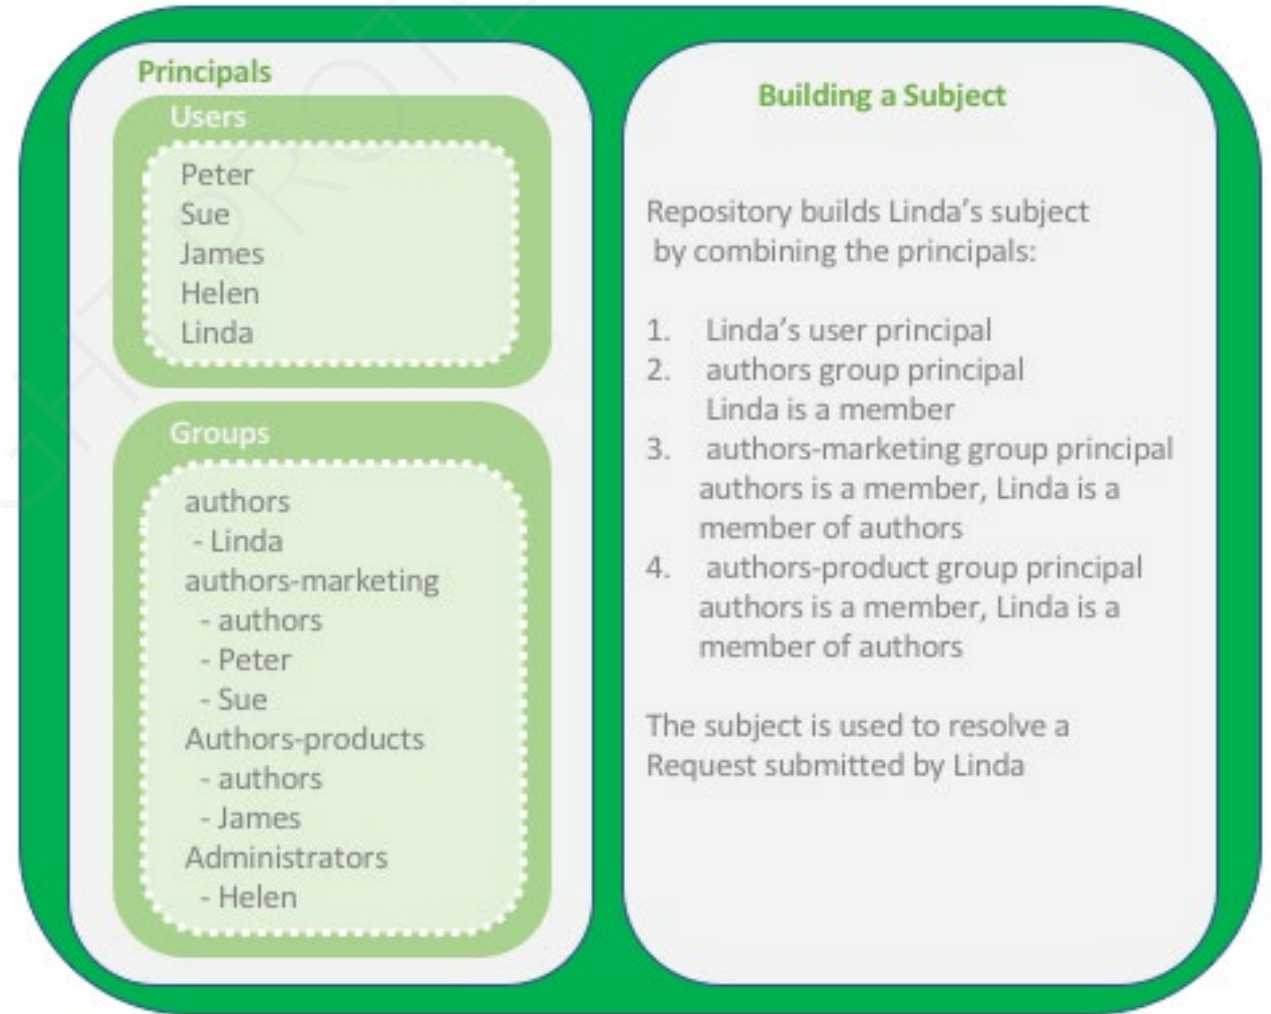 Principals
Users
Peter
Sue
James
Helen
Linda
Groups
authors
- Linda
authors-marketing
- authors
- Peter
- Sue
Authors-products
- authors
- James
Administrators
- Helen
Building a Subject
Repository builds Linda’s subject
by combining the principals:
1. Linda’s user principal
2. authors group principal
Linda is a member
3. authors-marketing group principal
authors is a member, Linda is a
member of authors
4. authors-product group principal
authors is a member, Linda is a
member of authors
The subject is used to resolve a
Request submitted by Linda